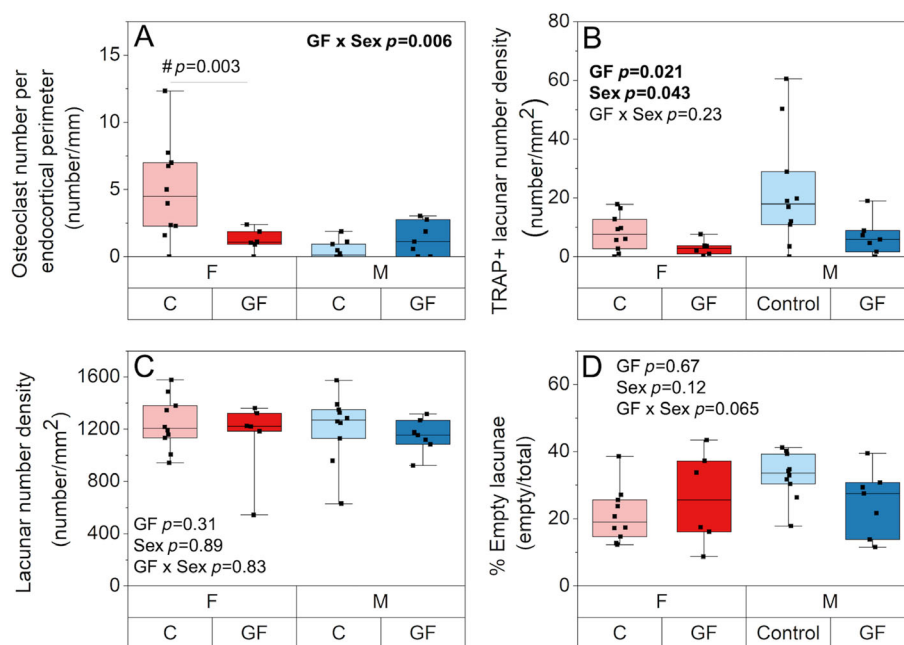 A
GF x Sex p=0.006
# p=0.003
Osteoclast number per
endocortical perimeter
(number/mm)
15
10
5
0
F
M
C
GF
C
GF
B
GF p=0.021
Sex p=0.043
GF x Sex p=0.23
TRAP+ lacunar number density
(number/mm²)
80
60
40
20
0
F
M
C
GF
Control
GF
C
Lacunar number density
(number/mm²)
1600
1200
800
400
0
GF p=0.31
Sex p=0.89
GF x Sex p=0.83
F
M
C
GF
C
GF
D
GF p=0.67
Sex p=0.12
GF x Sex p=0.065
% Empty lacunae
(empty/total)
60
40
20
0
F
M
C
GF
Control
GF